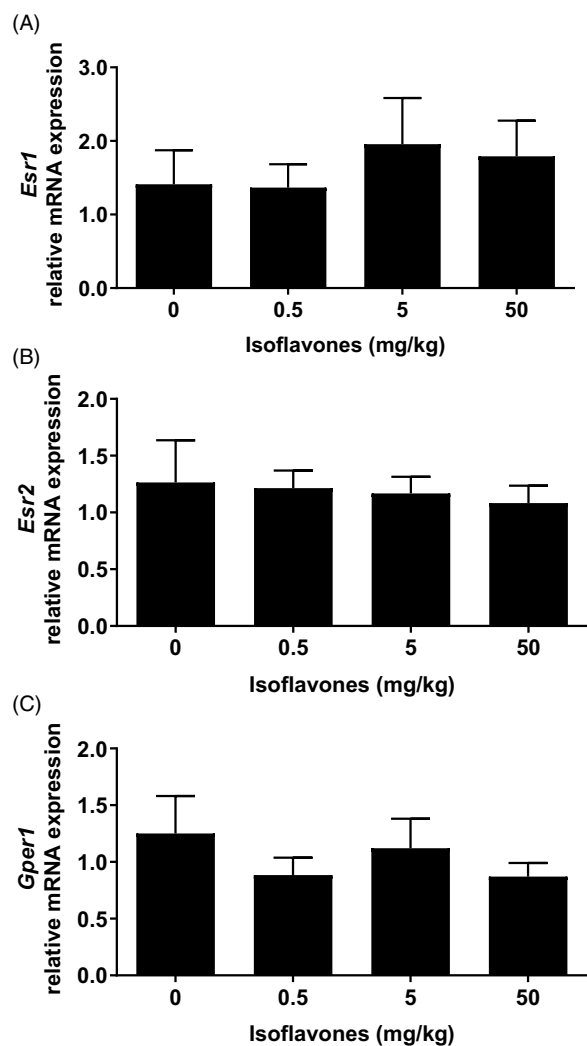 (A)
Esr1
relative mRNA expression
3.0
2.0
1.0
0.0
0 0.5 5 50
Isoflavones (mg/kg)
(B)
Esr2
relative mRNA expression
2.0
1.5
1.0
0.5
0.0
0 0.5 5 50
Isoflavones (mg/kg)
(C)
Gper1
relative mRNA expression
2.0
1.5
1.0
0.5
0.0
0 0.5 5 50
Isoflavones (mg/kg)